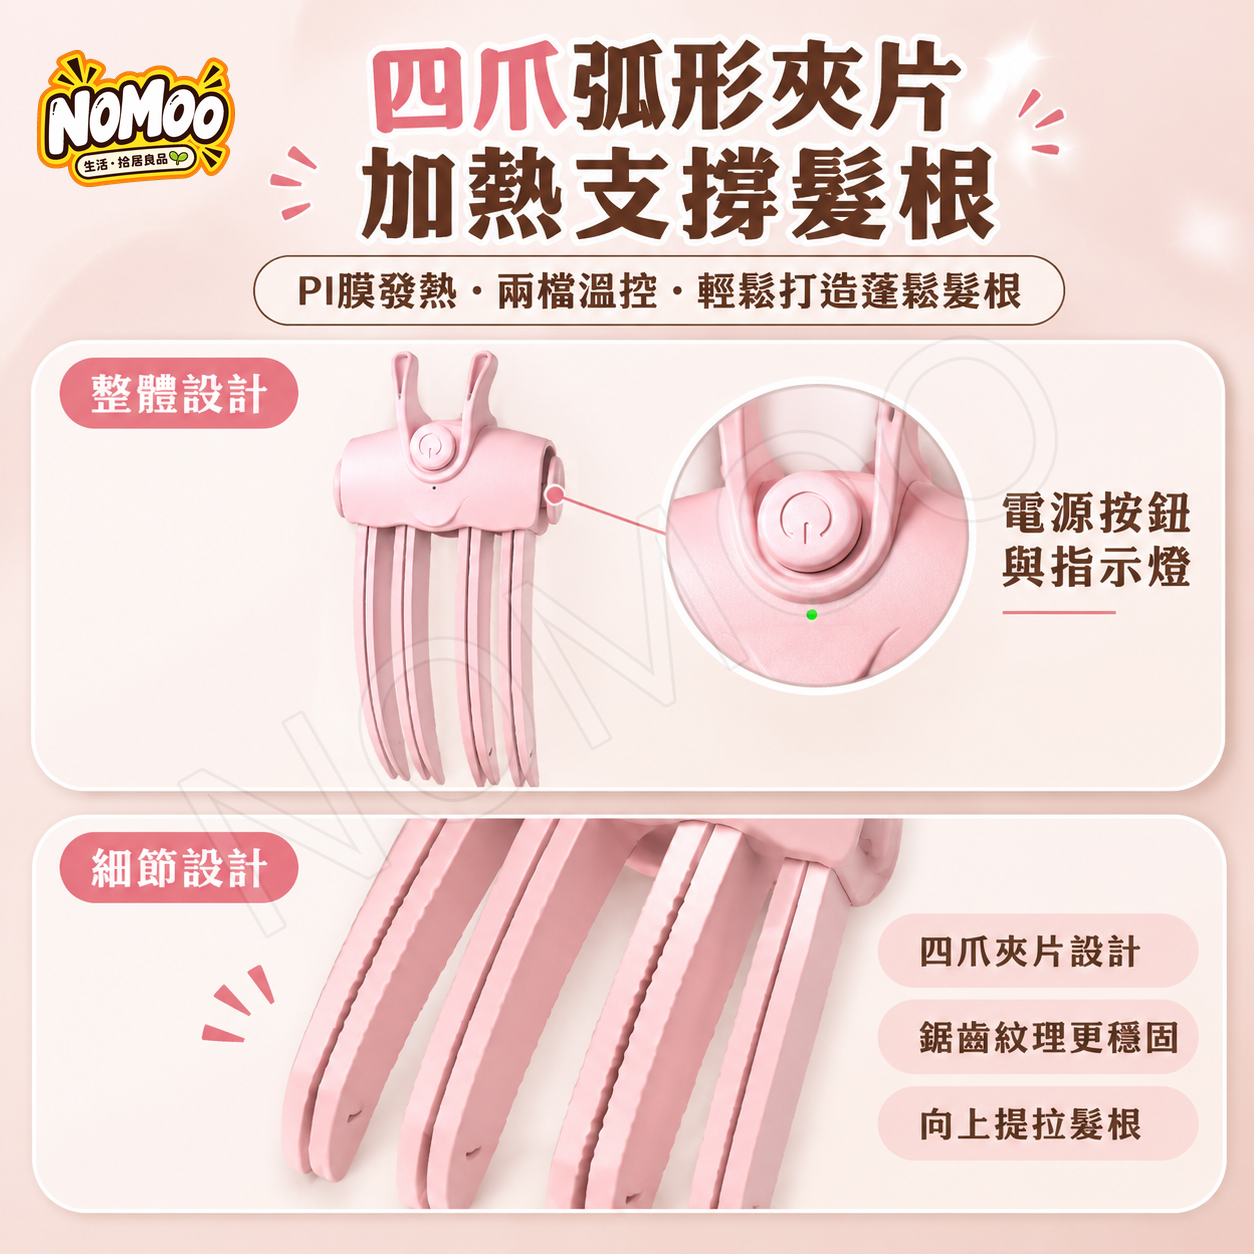 NOMOO
生活・拾居良品
四爪弧形夾片
加熱支撐髮根
PI膜發熱・兩檔溫控・輕鬆打造蓬鬆髮根
整體設計
電源按鈕
與指示燈
NOMOO
細節設計
四爪夾片設計
鋸齒紋理更穩固
向上提拉髮根